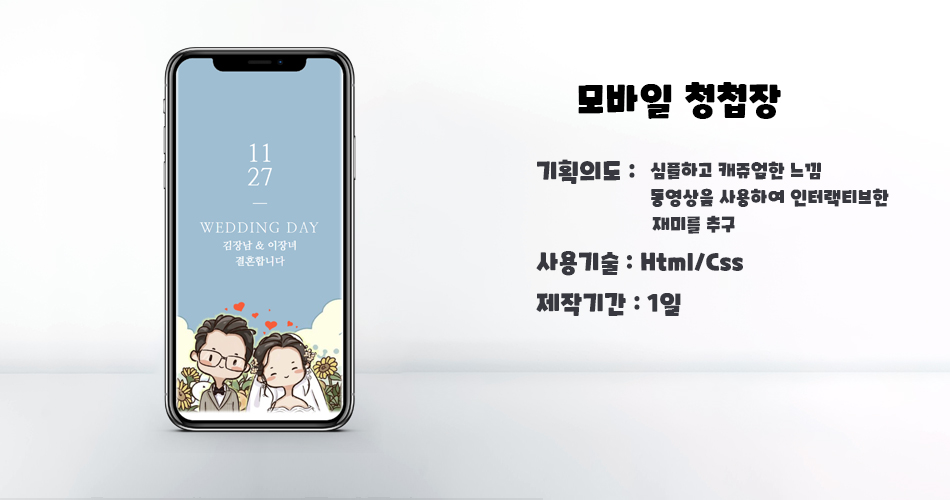 11
27
WEDDING DAY
김장남 & 이장녀
결혼합니다
모바일 청첩장
기획의도 : 심플하고 캐쥬얼한 느낌
동영상을 사용하여 인터랙티브한
재미를 추구
사용기술 : Html/Css
제작기간 : 1일